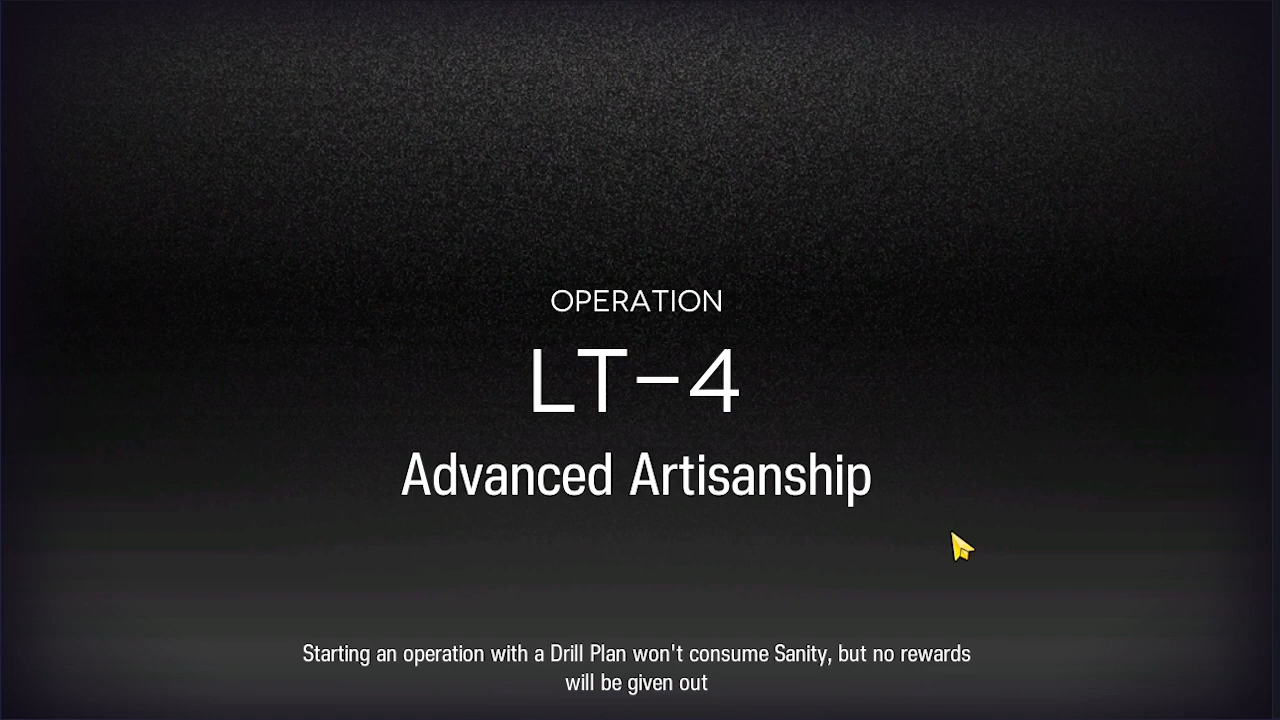 OPERATION
LT-4
Advanced Artisanship
Starting an operation with a Drill Plan won't consume Sanity, but no rewards
will be given out